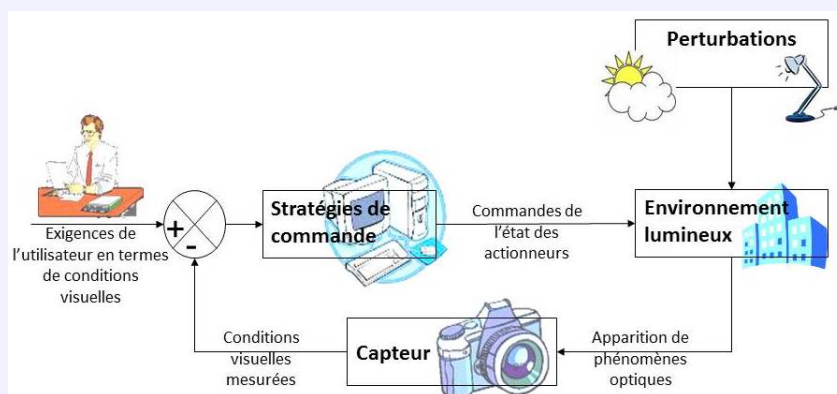 Perturbations
+
-
Exigences de
l'utilisateur en termes
de conditions
visuelles
Stratégies de
commande
Commandes de
l'état des
actionneurs
Environnement
lumineux
Conditions
visuelles
mesurées
Capteur
Apparition de
phénomènes
optiques